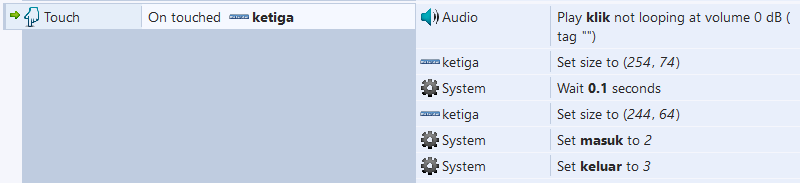 Touch On touched ketiga Audio Play klik not looping at volume 0 dB (
tag "")
ketiga Set size to (254, 74)
System Wait 0.1 seconds
ketiga Set size to (244, 64)
System Set masuk to 2
System Set keluar to 3